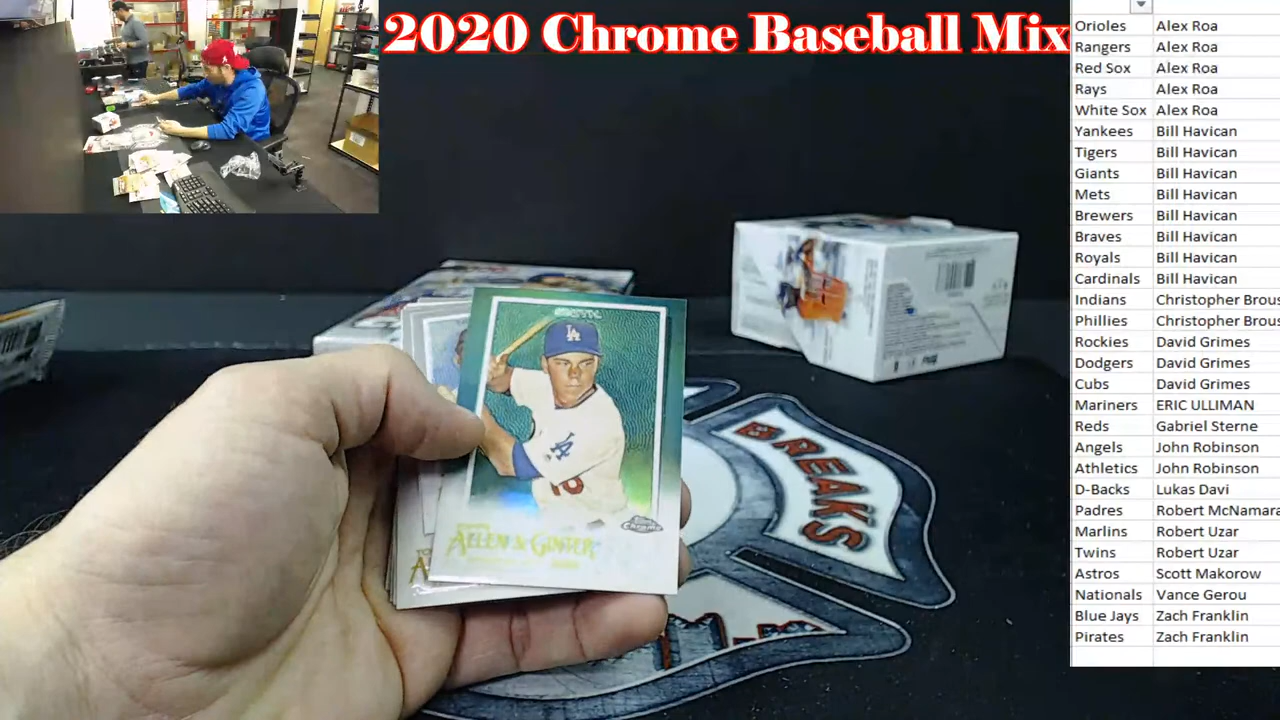 2020 Chrome Baseball Mix
Orioles Alex Roa
Rangers Alex Roa
Red Sox Alex Roa
Rays Alex Roa
White Sox Alex Roa
Yankees Bill Havican
Tigers Bill Havican
Giants Bill Havican
Mets Bill Havican
Brewers Bill Havican
Braves Bill Havican
Royals Bill Havican
Cardinals Bill Havican
Indians Christopher Brous
Phillies Christopher Brous
Rockies David Grimes
Dodgers David Grimes
Cubs David Grimes
Mariners ERIC ULLIMAN
Reds Gabriel Sterne
Angels John Robinson
Athletics John Robinson
D-Backs Lukas Davi
Padres Robert McNamara
Marlins Robert Uzar
Twins Robert Uzar
Astros Scott Makorow
Nationals Vance Gerou
Blue Jays Zach Franklin
Pirates Zach Franklin
LA
LA
Chrome
ALLEN & GINTER
BREAKS